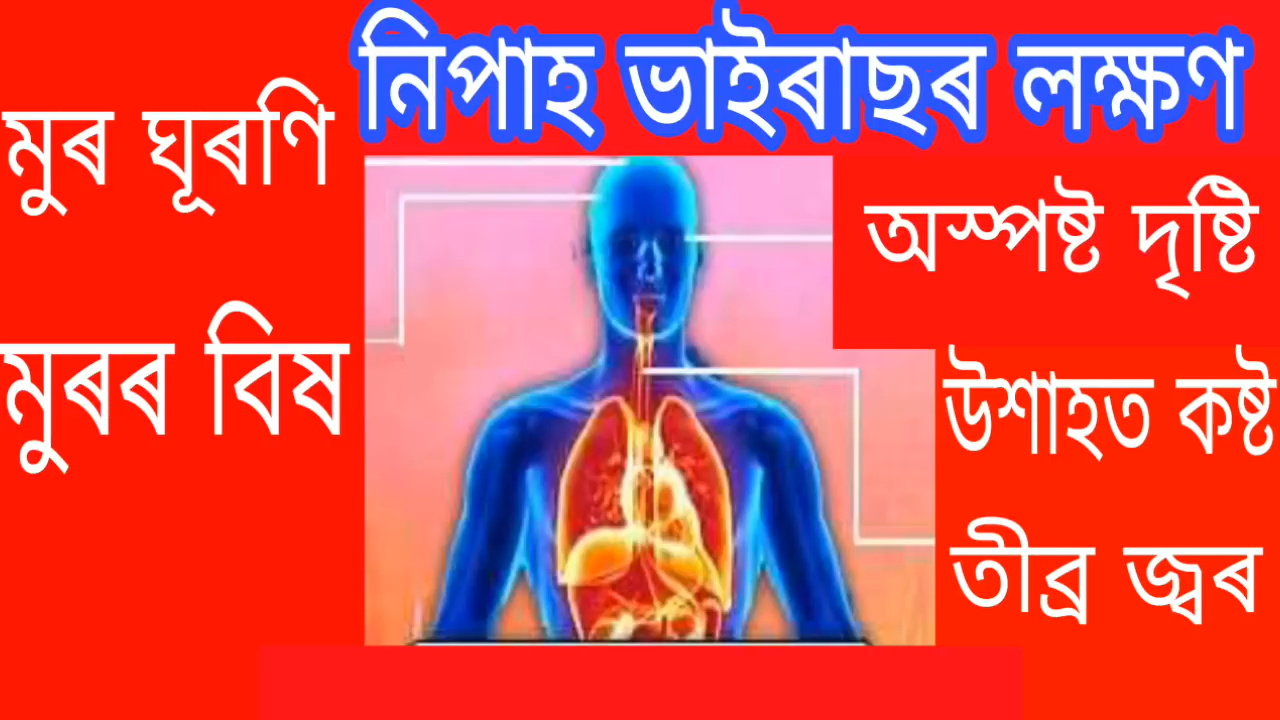 নিপাহ ভাইৰাছৰ লক্ষণ
মুৰ ঘূৰণি
অস্পষ্ট দৃষ্টি
মুৰৰ বিষ
উশাহত কষ্ট
তীব্ৰ জ্বৰ